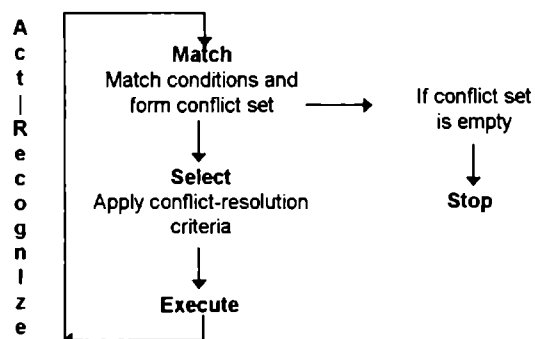 A
c
t
|
R
e
c
o
g
n
I
z
e
Match
Match conditions and
form conflict set
If conflict set
is empty
Select
Apply conflict-resolution
criteria
Stop
Execute